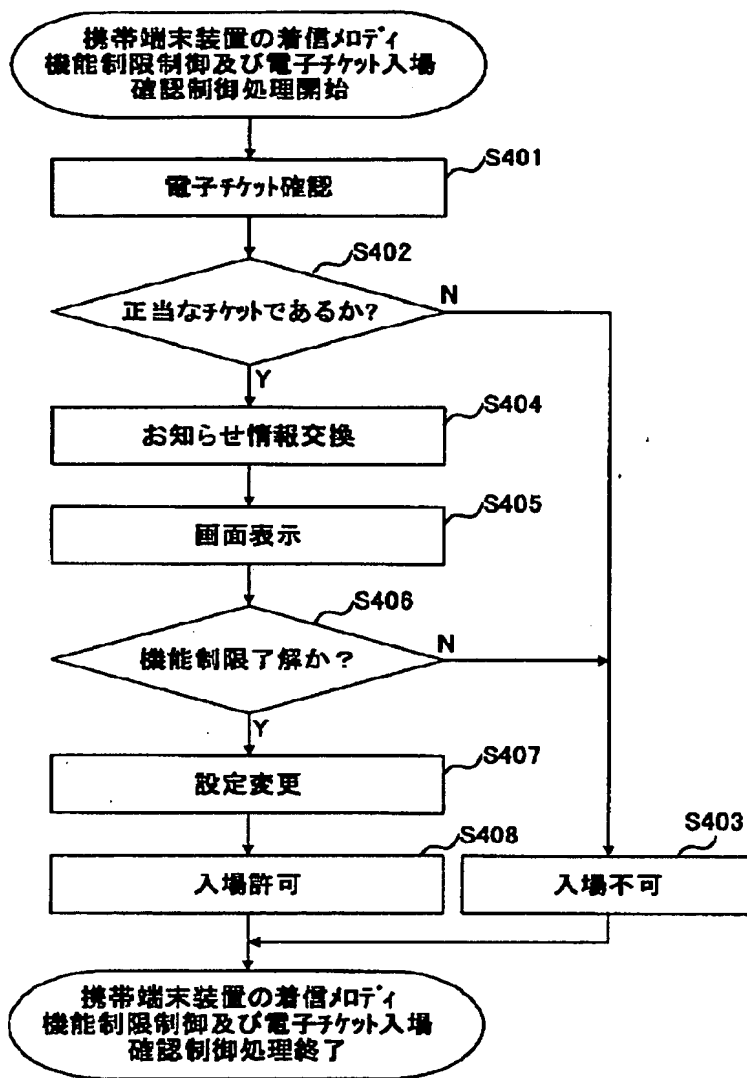 携帯端末装置の着信ﾒﾛﾃﾞｨ
機能制限制御及び電子ﾁｹｯﾄ入場
確認制御処理開始
S401
電子ﾁｹｯﾄ確認
S402
正当なﾁｹｯﾄであるか?
N
Y
S404
お知らせ情報交換
S405
画面表示
S406
機能制限了解か?
N
Y
S407
設定変更
S408
入場許可
S403
入場不可
携帯端末装置の着信ﾒﾛﾃﾞｨ
機能制限制御及び電子ﾁｹｯﾄ入場
確認制御処理終了